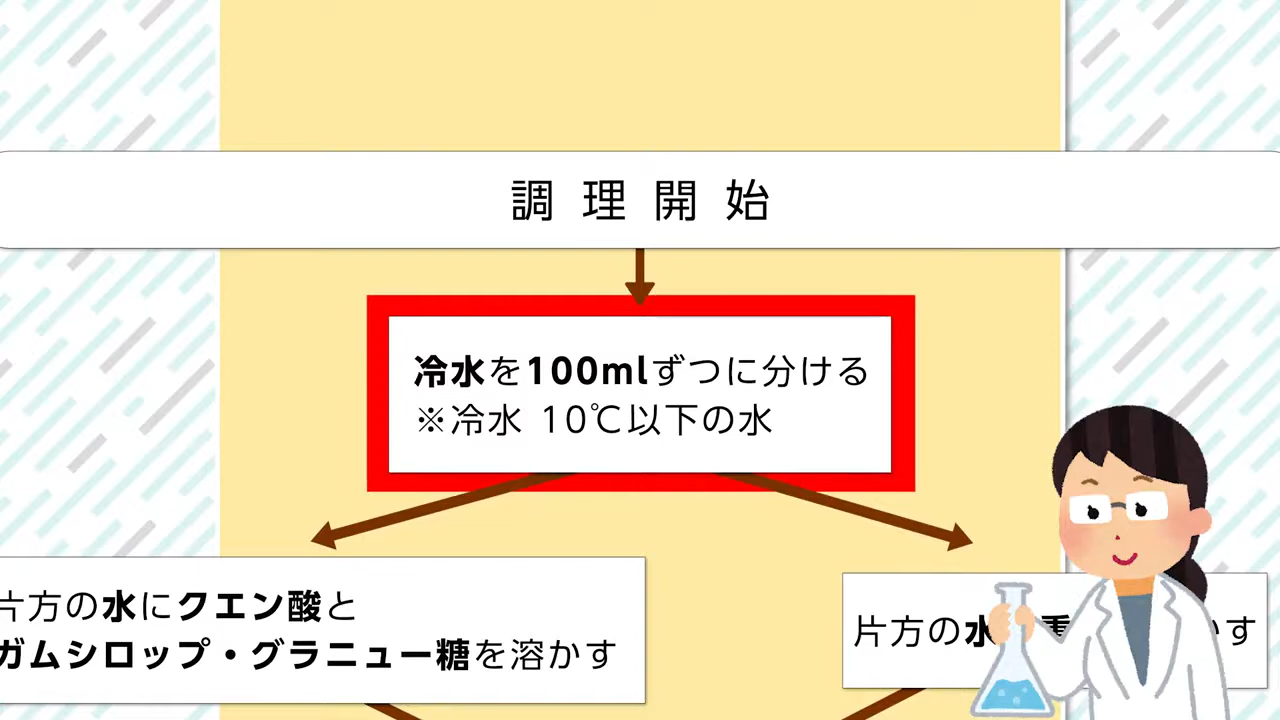 調理開始
冷水を100mlずつに分ける
※冷水 10℃以下の水
片方の水にクエン酸と
ガムシロップ・グラニュー糖を溶かす
片方の水 重 かす